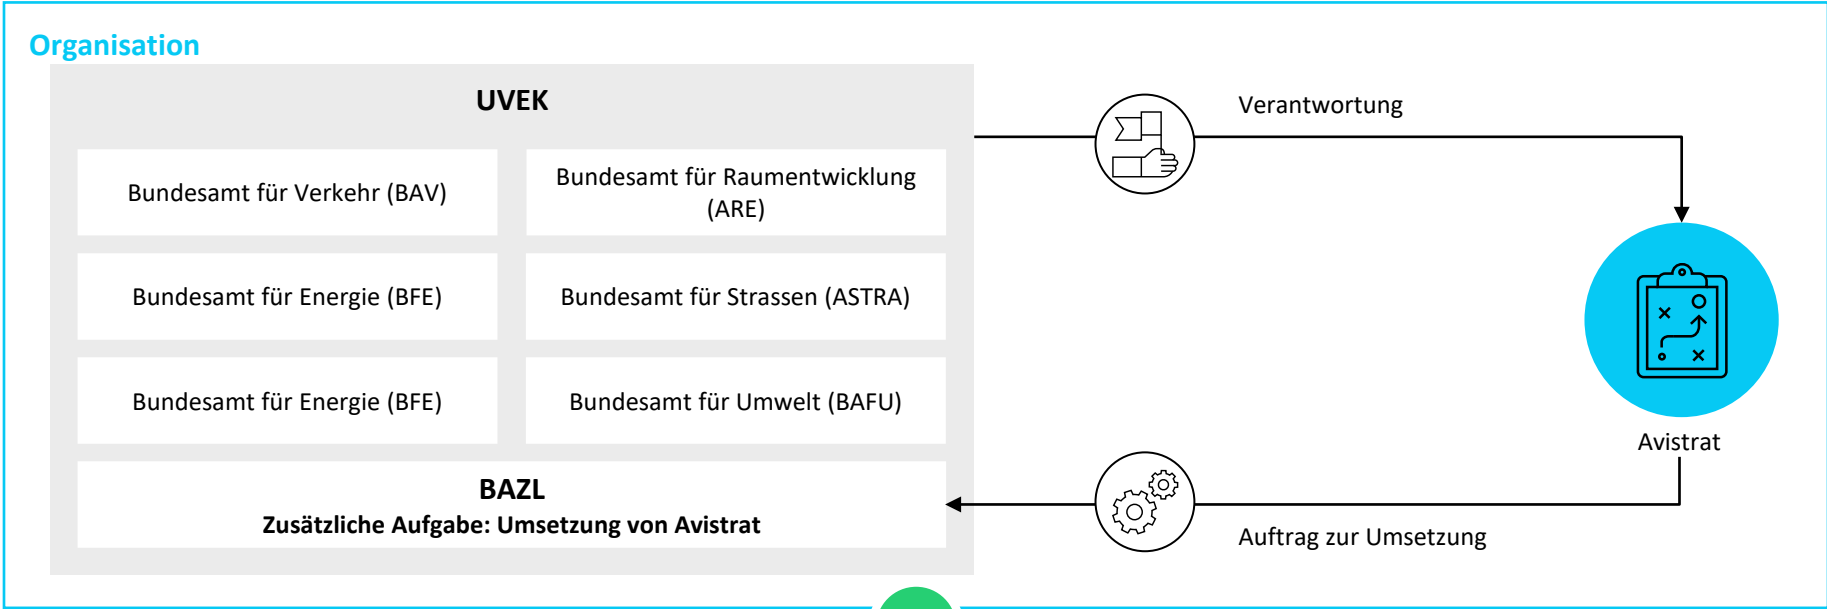 Organisation
UVEK
Bundesamt für Verkehr (BAV)
Bundesamt für Raumentwicklung
(ARE)
Bundesamt für Energie (BFE)
Bundesamt für Strassen (ASTRA)
Bundesamt für Energie (BFE)
Bundesamt für Umwelt (BAFU)
BAZL
Zusätzliche Aufgabe: Umsetzung von Avistrat
Verantwortung
Avistrat
Auftrag zur Umsetzung